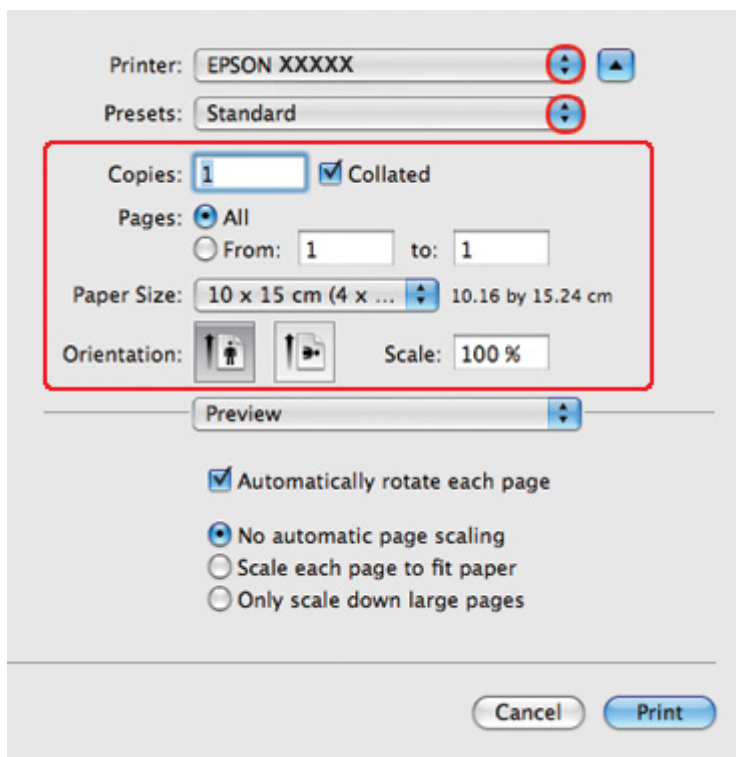 Printer: EPSON XXXXX
Presets: Standard
Copies: 1 Collated
Pages: All
From: 1 to: 1
Paper Size: 10 x 15 cm (4 x ... 10.16 by 15.24 cm
Orientation: Scale: 100 %
Preview
Automatically rotate each page
No automatic page scaling
Scale each page to fit paper
Only scale down large pages
Cancel Print